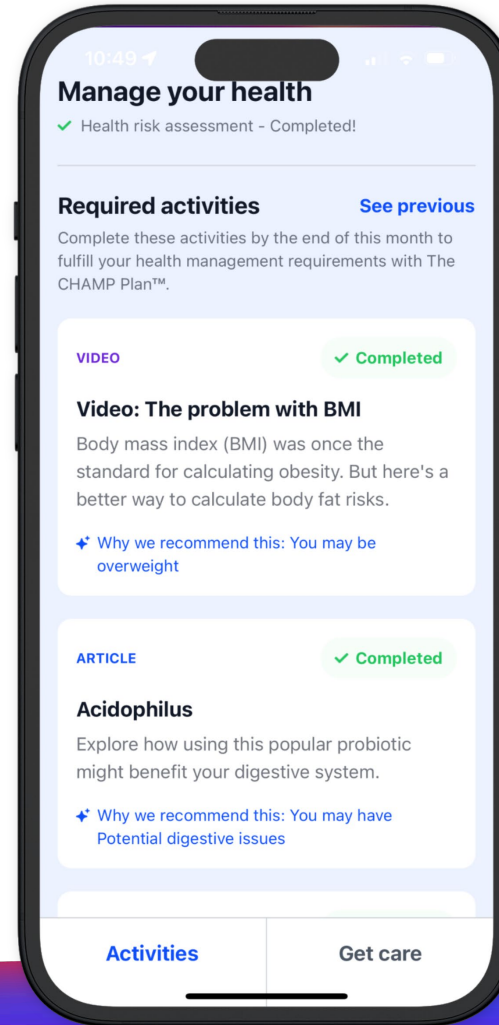 10:49
Manage your health
Health risk assessment - Completed!
Required activities
See previous
Complete these activities by the end of this month to
fulfill your health management requirements with The
CHAMP Plan™.
VIDEO
Completed
Video: The problem with BMI
Body mass index (BMI) was once the
standard for calculating obesity. But here's a
better way to calculate body fat risks.
Why we recommend this: You may be
overweight
ARTICLE
Completed
Acidophilus
Explore how using this popular probiotic
might benefit your digestive system.
Why we recommend this: You may have
Potential digestive issues
Activities
Get care